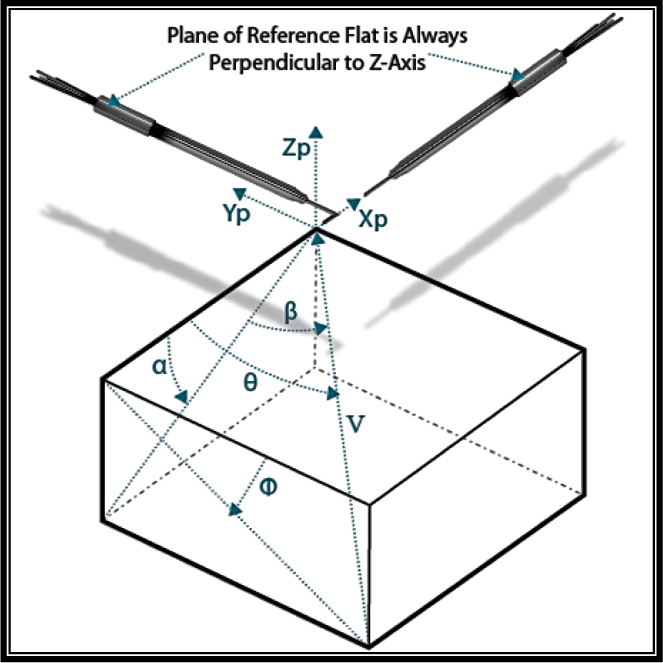 Plane of Reference Flat is Always
Perpendicular to Z-Axis
Zp
Yp
Xp
β
α
θ
V
Φ